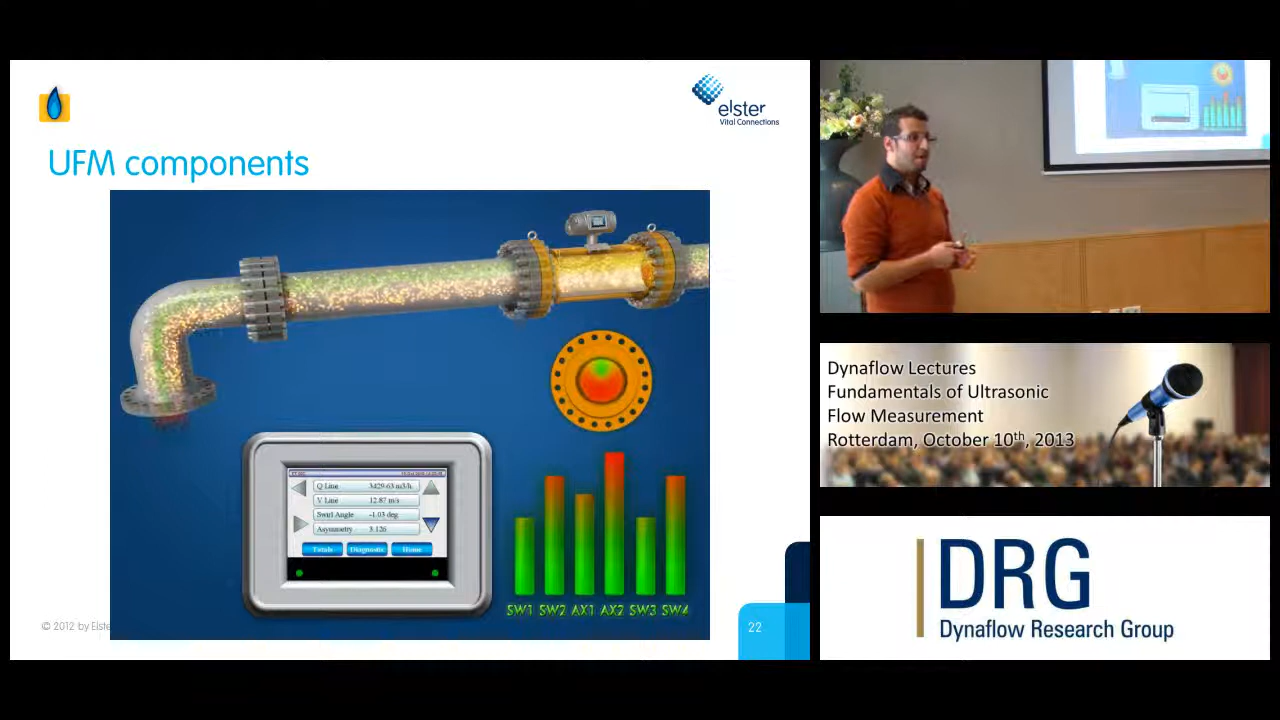 elster
Vital Connections
UFM components
Q Line 3429.63 m3/h
V Line 12.87 m/s
Swirl Angle -1.03 deg
Asymmetry 3.126
Totals Diagnostic Home
SW1 SW2 AX1 AX2 SW3 SW4
© 2012 by Elste
22
Dynaflow Lectures
Fundamentals of Ultrasonic
Flow Measurement
Rotterdam, October 10th, 2013
DRG
Dynaflow Research Group